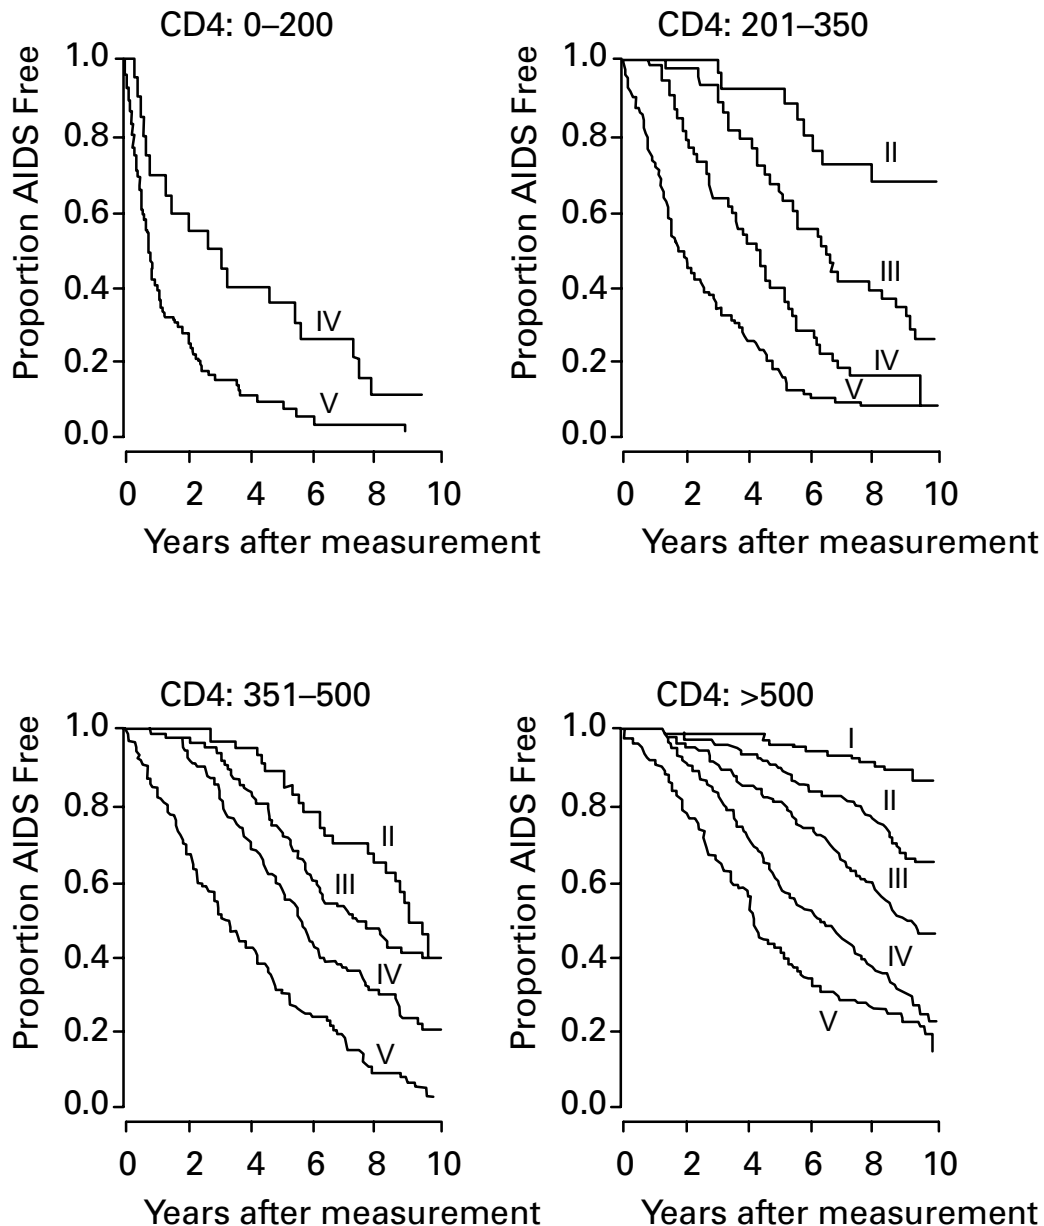 CD4: 0–200
Proportion AIDS Free
1.0
0.8
0.6
0.4
0.2
0.0
IV
V
0 2 4 6 8 10
Years after measurement
CD4: 201–350
Proportion AIDS Free
1.0
0.8
0.6
0.4
0.2
0.0
II
III
IV
V
0 2 4 6 8 10
Years after measurement
CD4: 351–500
Proportion AIDS Free
1.0
0.8
0.6
0.4
0.2
0.0
II
III
IV
V
0 2 4 6 8 10
Years after measurement
CD4: >500
Proportion AIDS Free
1.0
0.8
0.6
0.4
0.2
0.0
I
II
III
IV
V
0 2 4 6 8 10
Years after measurement